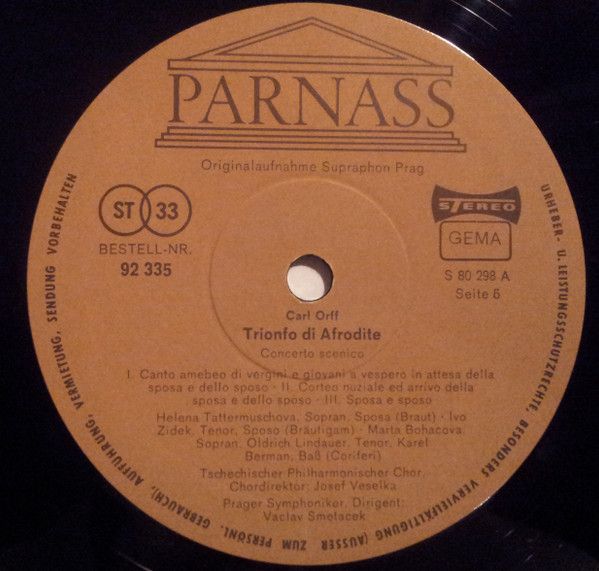 PARNASS
Originalaufnahme Supraphon Prag
ST 33
BESTELL-NR.
92 335
STEREO
GEMA
S 80 298 A
Seite 5
Carl Orff
Trionfo di Afrodite
Concerto scenico
I. Canto amebeo di vergini e giovani a vespero in attesa della
sposa e dello sposo · II. Corteo nuziale ed arrivo della
sposa e dello sposo · III. Sposa e sposo
Helena Tattermuschova, Sopran, Sposa (Braut) · Ivo
Zidek, Tenor, Sposo (Bräutigam) · Marta Bohacova,
Sopran, Oldrich Lindauer, Tenor, Karel
Berman, Baß (Coriferi)
Tschechischer Philharmonischer Chor,
Chordirektor: Josef Veselka
Prager Symphoniker, Dirigent:
Vaclav Smetacek
URHEBER- U. LEISTUNGSSCHUTZRECHTE, BESONDERS VERVIELFÄLTIGUNG (AUSSER ZUM PERSÖNL. GEBRAUCH), AUFFÜHRUNG, VERMIETUNG, SENDUNG VORBEHALTEN